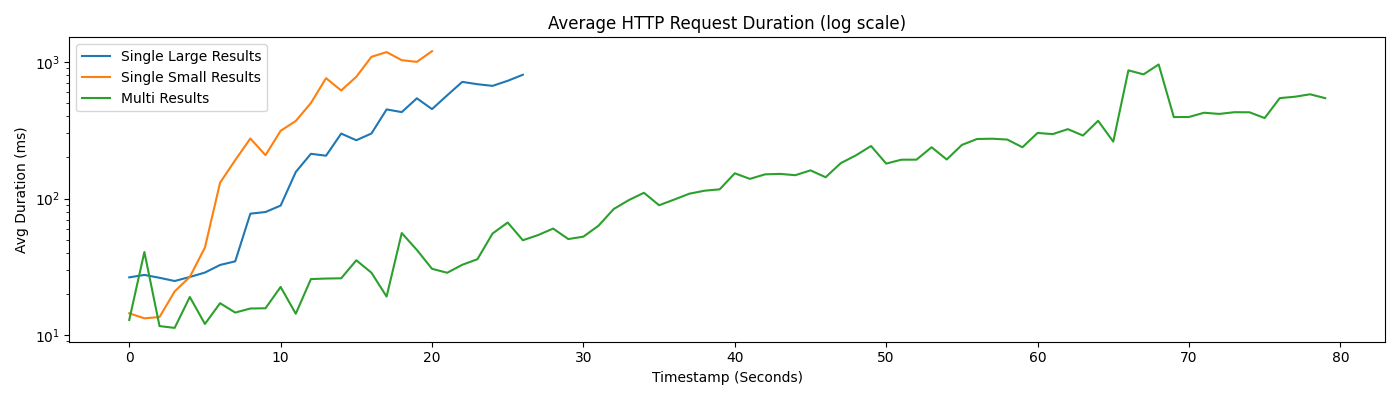 Average HTTP Request Duration (log scale)
Single Large Results
Single Small Results
Multi Results
Avg Duration (ms)
10³
10²
10¹
0 10 20 30 40 50 60 70 80
Timestamp (Seconds)